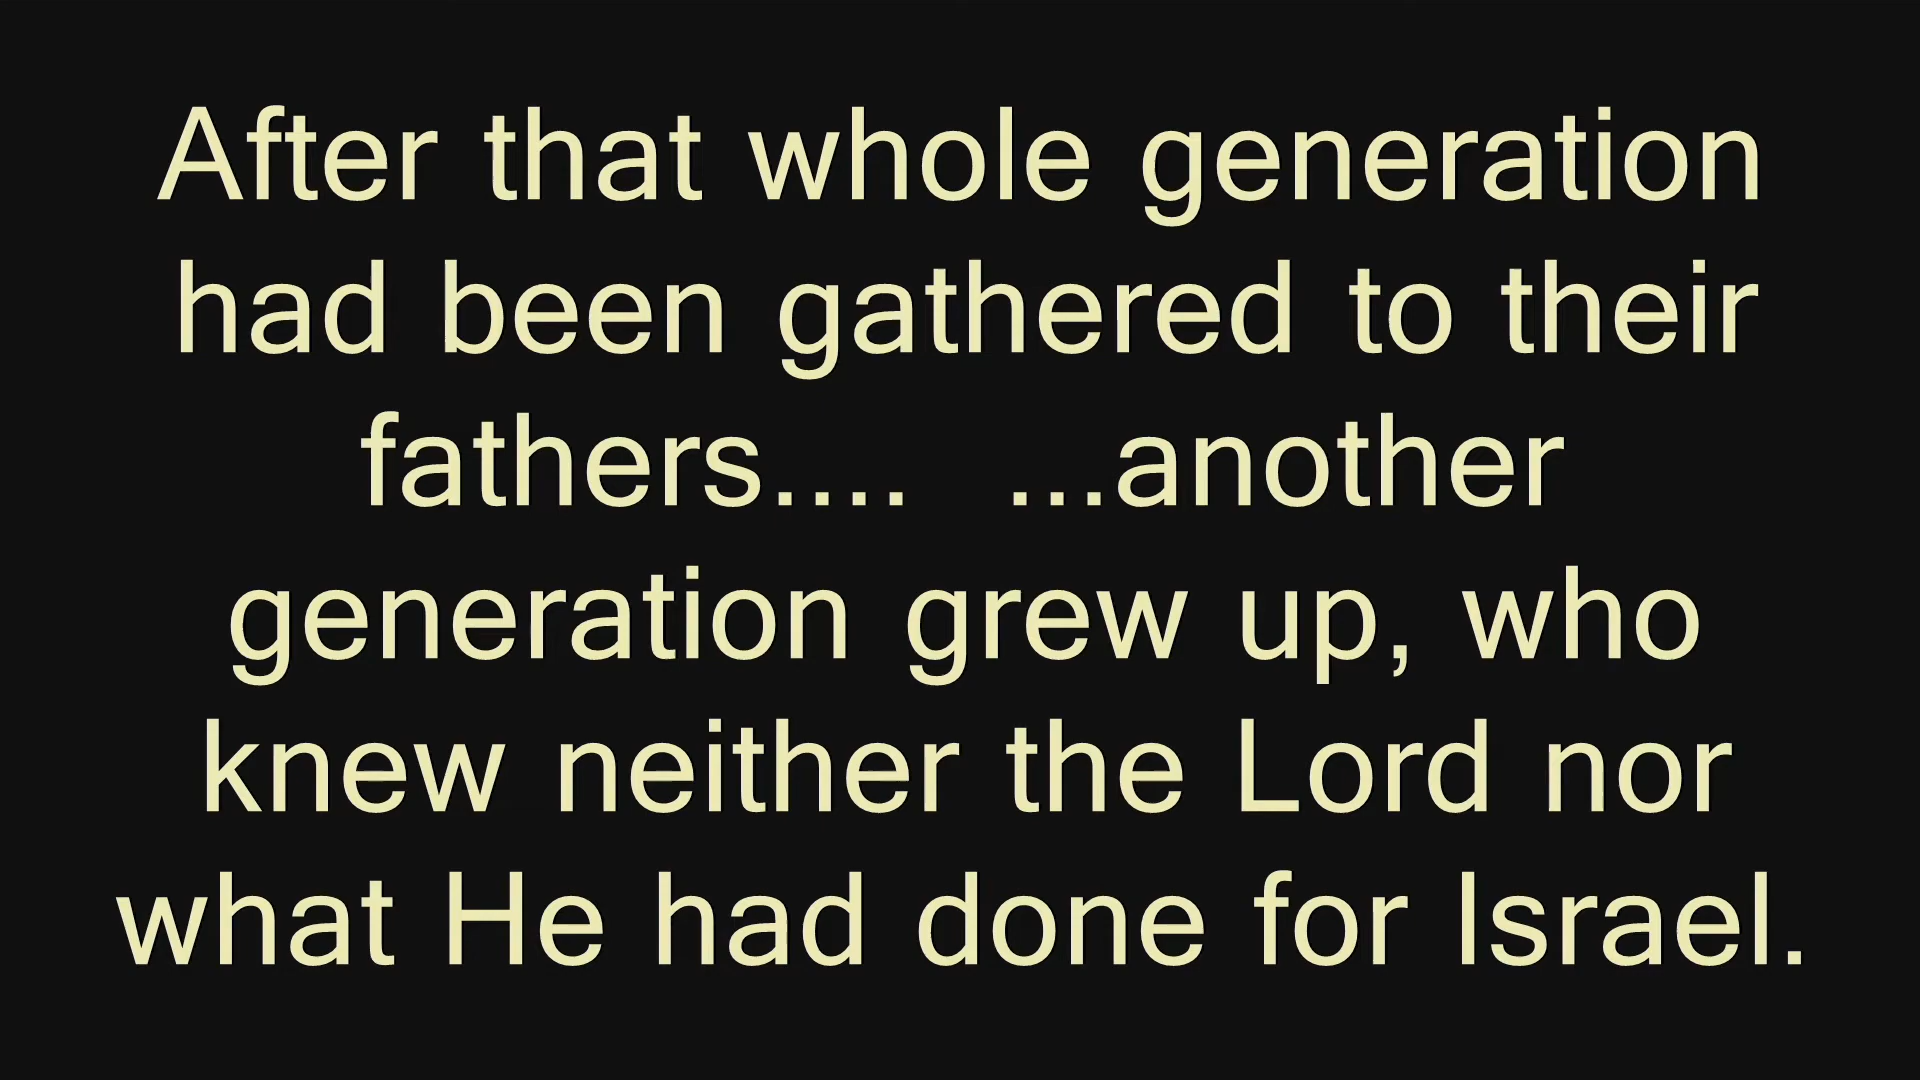 After that whole generation
had been gathered to their
fathers....   ...another
generation grew up, who
knew neither the Lord nor
what He had done for Israel.